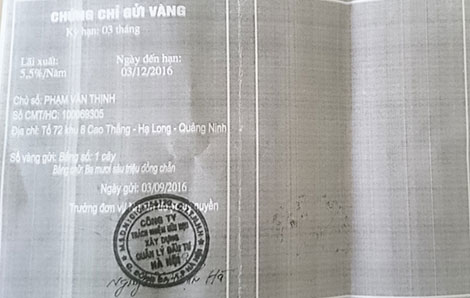 CHỨNG CHỈ GỬI VÀNG
Kỳ hạn: 03 tháng
Lãi xuất: Ngày đến hạn:
5,5%/Năm 03/12/2016
Chủ sổ: PHẠM VĂN THỊNH
Số CMT/HC: 100068305
Địa chỉ: Tổ 72 khu 8 Cao Thắng - Hạ Long - Quảng Ninh
Số vàng gửi: Bằng số: 1 cây
Bằng chữ: Ba mươi sáu triệu đồng chẵn
Ngày gửi: 03/09/2016
Trưởng đơn vị
CÔNG TY
TRÁCH NHIỆM HỮU HẠN
XÂY DỰNG
QUẢN LÝ ĐẦU TƯ
HÀ NỘI